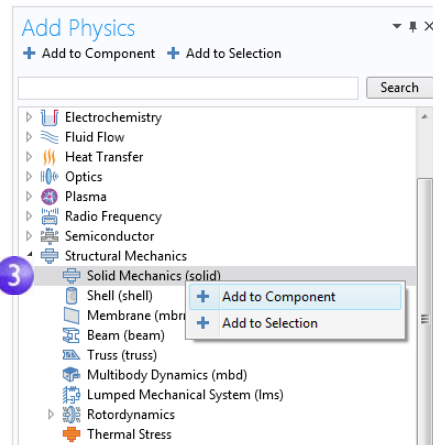 Add Physics
Add to Component Add to Selection
Search
Electrochemistry
Fluid Flow
Heat Transfer
Optics
Plasma
Radio Frequency
Semiconductor
Structural Mechanics
3 Solid Mechanics (solid)
Shell (shell) Add to Component
Membrane (mbr
Beam (beam) Add to Selection
Truss (truss)
Multibody Dynamics (mbd)
Lumped Mechanical System (lms)
Rotordynamics
Thermal Stress